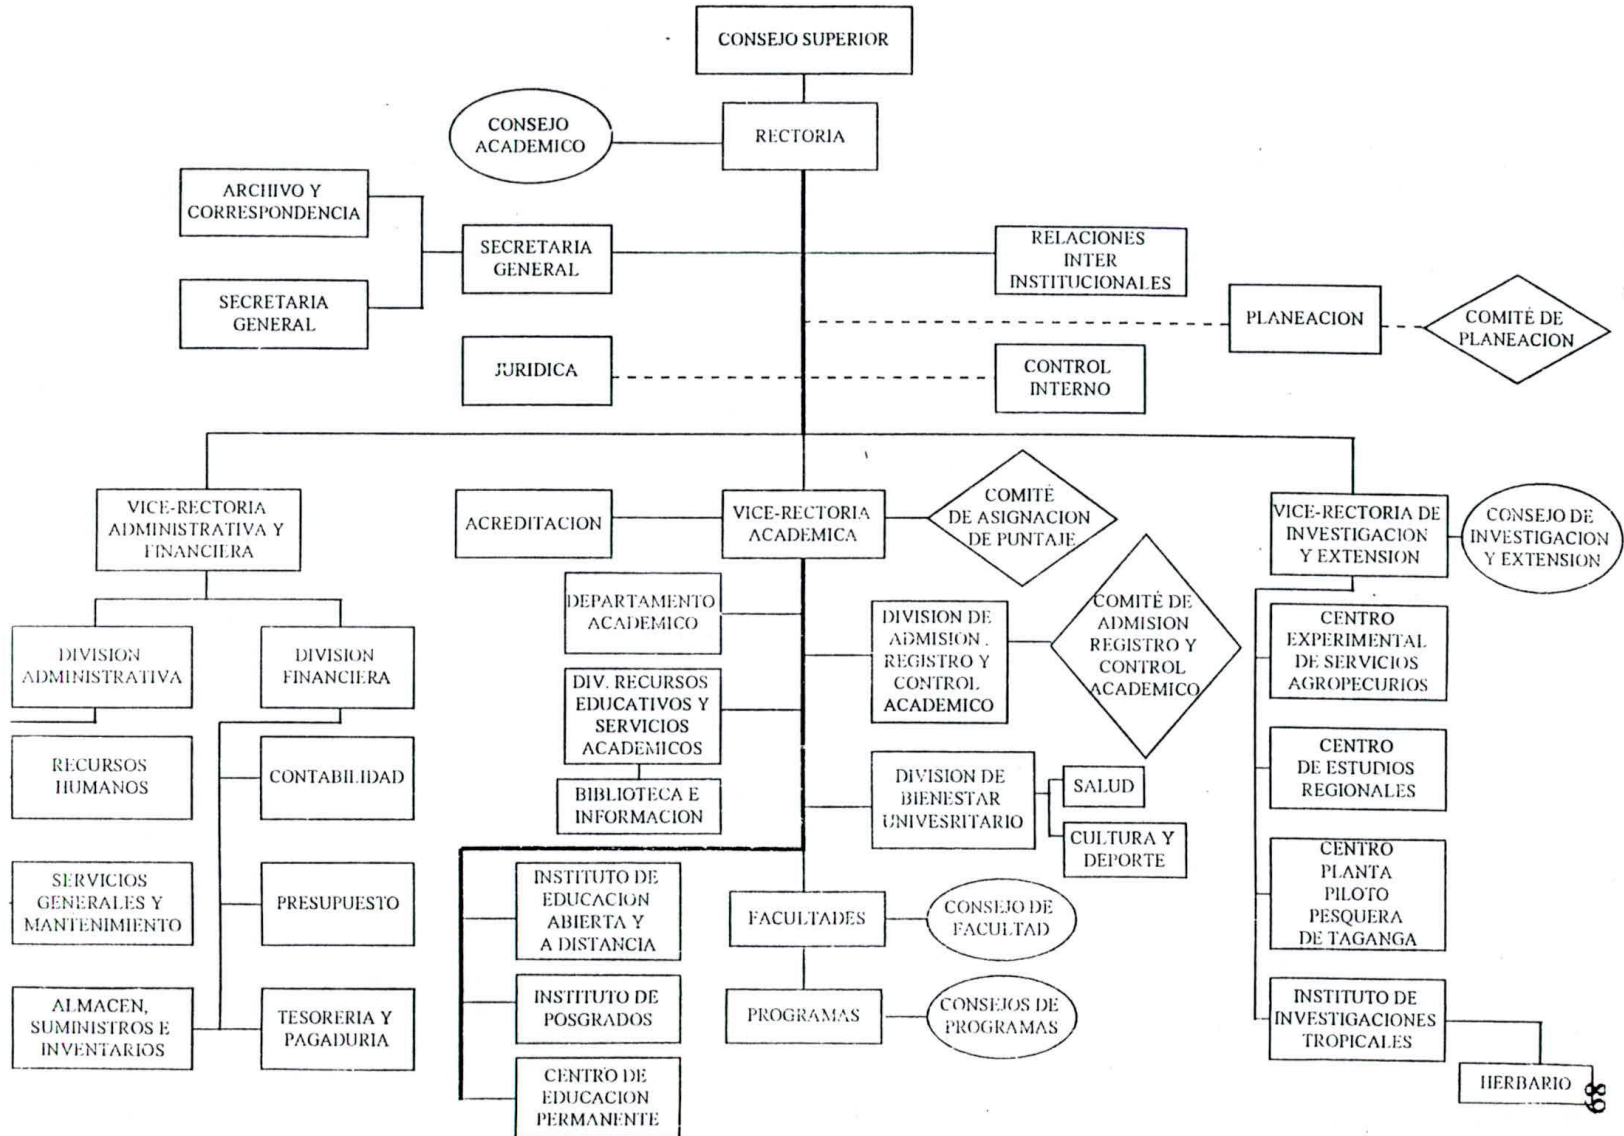 CONSEJO SUPERIOR
CONSEJO
ACADEMICO
RECTORIA
ARCHIVO Y
CORRESPONDENCIA
SECRETARIA
GENERAL
SECRETARIA
GENERAL
RELACIONES
INTER
INSTITUCIONALES
PLANEACION
COMITÉ DE
PLANEACION
JURIDICA
CONTROL
INTERNO
VICE-RECTORIA
ADMINISTRATIVA Y
FINANCIERA
ACREDITACION
VICE-RECTORIA
ACADEMICA
COMITÉ
DE ASIGNACION
DE PUNTAJE
VICE-RECTORIA DE
INVESTIGACION
Y EXTENSION
CONSEJO DE
INVESTIGACION
Y EXTENSION
DIVISION
ADMINISTRATIVA
DIVISION
FINANCIERA
RECURSOS
HUMANOS
CONTABILIDAD
SERVICIOS
GENERALES Y
MANTENIMIENTO
PRESUPUESTO
ALMACEN,
SUMINISTROS E
INVENTARIOS
TESORERIA Y
PAGADURIA
DEPARTAMENTO
ACADEMICO
DIV. RECURSOS
EDUCATIVOS Y
SERVICIOS
ACADEMICOS
BIBLIOTECA E
INFORMACION
DIVISION DE
ADMISION .
REGISTRO Y
CONTROL
ACADEMICO
COMITÉ DE
ADMISION
REGISTRO Y
CONTROL
ACADEMICO
DIVISION DE
BIENESTAR
UNIVESRITARIO
SALUD
CULTURA Y
DEPORTE
INSTITUTO DE
EDUCACION
ABIERTA Y
A DISTANCIA
INSTITUTO DE
POSGRADOS
CENTRO DE
EDUCACION
PERMANENTE
FACULTADES
CONSEJO DE
FACULTAD
PROGRAMAS
CONSEJOS DE
PROGRAMAS
CENTRO
EXPERIMENTAL
DE SERVICIOS
AGROPECURIOS
CENTRO
DE ESTUDIOS
REGIONALES
CENTRO
PLANTA
PILOTO
PESQUERA
DE TAGANGA
INSTITUTO DE
INVESTIGACIONES
TROPICALES
HERBARIO
89